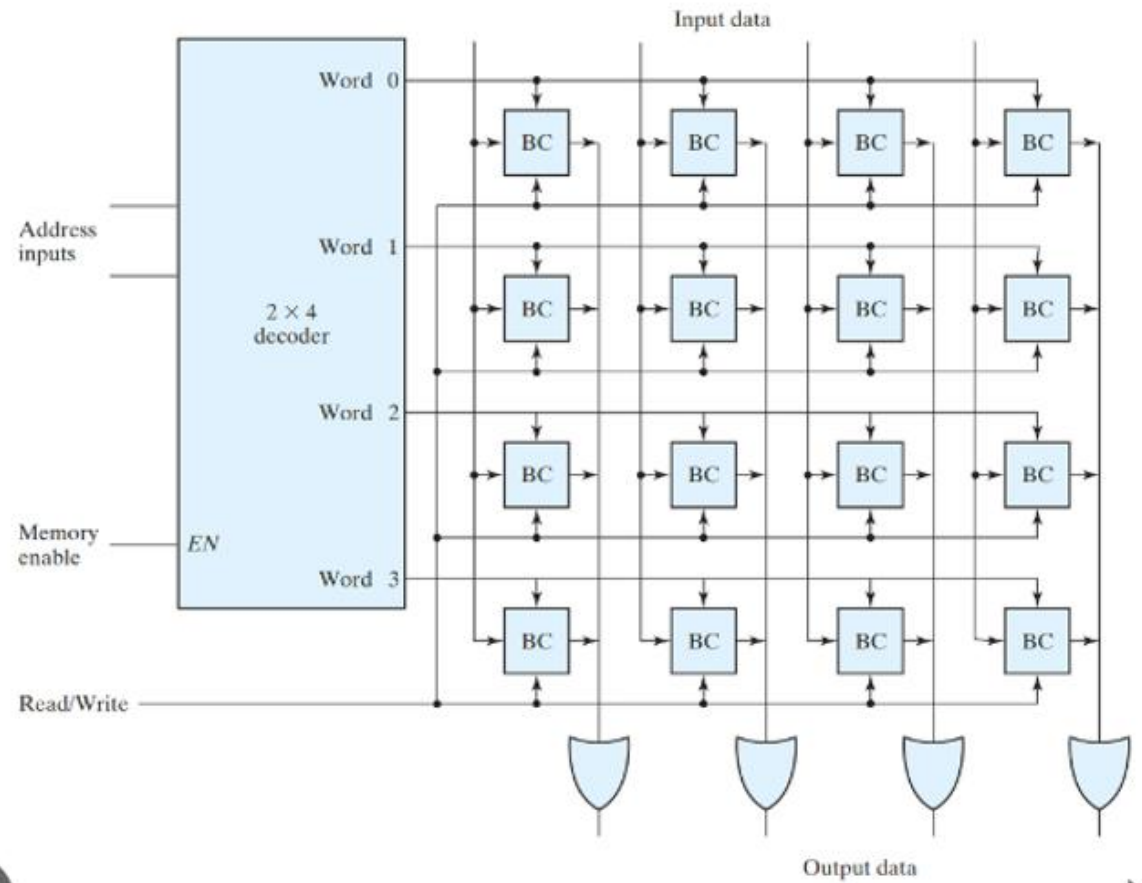 Input data
Word 0
BC BC BC BC
Address
inputs
Word 1
2 × 4
decoder
BC BC BC BC
Word 2
BC BC BC BC
Memory
enable
EN
Word 3
BC BC BC BC
Read/Write
Output data